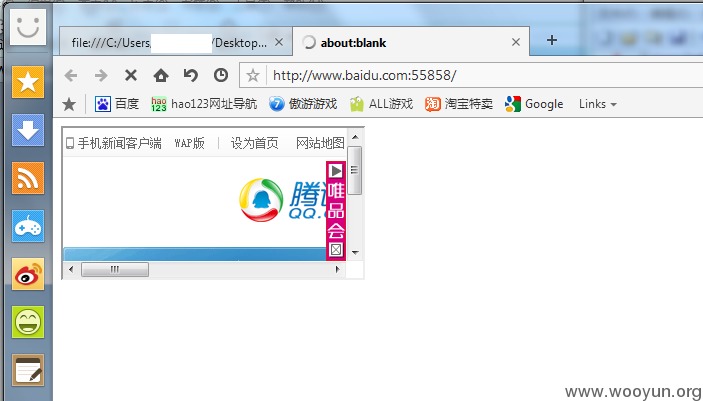 file:///C:/Users, /Desktop...
about:blank
http://www.baidu.com:55858/
百度
hao123网址导航
傲游游戏
ALL游戏
淘宝特卖
Google
Links
手机新闻客户端
WAP版
设为首页
网站地图
腾
QQ.C
唯品会
www.wooyun.org